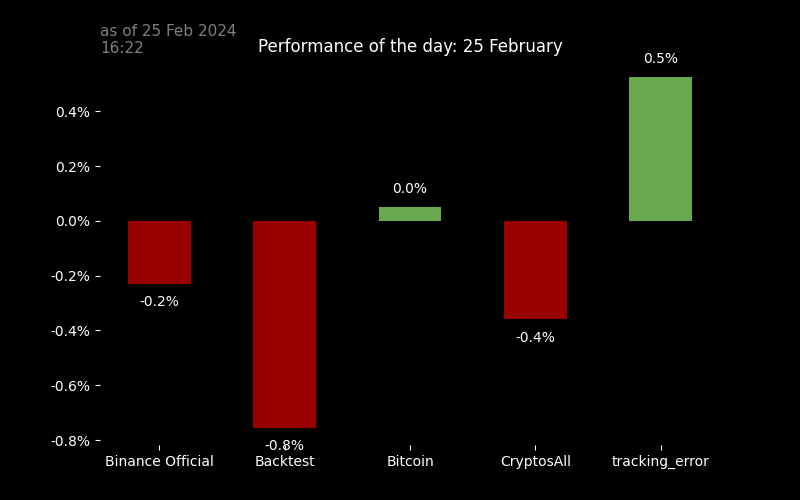 as of 25 Feb 2024
16:22
Performance of the day: 25 February
0.5%
0.4%
0.2%
0.0%
0.0%
-0.2%
-0.2%
-0.4%
-0.4%
-0.6%
-0.8%
-0.8%
Binance Official
Backtest
Bitcoin
CryptosAll
tracking_error